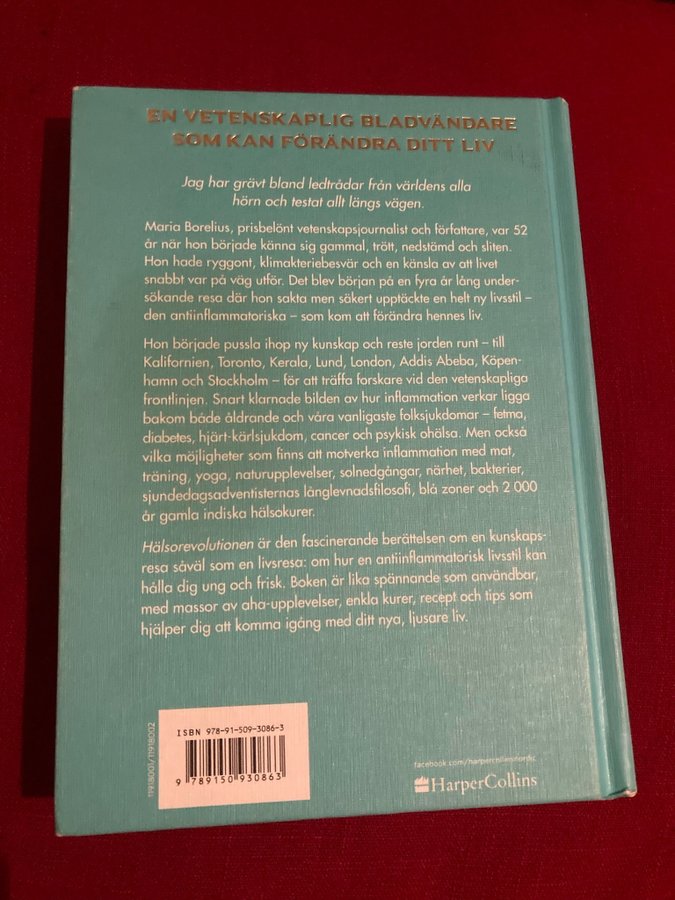 EN VETENSKAPLIG BLADVÄNDARE
SOM KAN FÖRÄNDRA DITT LIV
Jag har grävt bland ledtrådar från världens alla
hörn och testat allt längs vägen.
Maria Borelius, prisbelönt vetenskapsjournalist och författare, var 52
år när hon började känna sig gammal, trött, nedstämd och sliten.
Hon hade ryggont, klimakteriebesvär och en känsla av att livet
snabbt var på väg utför. Det blev början på en fyra år lång under-
sökande resa där hon sakta men säkert upptäckte en helt ny livsstil –
den antiinflammatoriska – som kom att förändra hennes liv.
Hon började pussla ihop ny kunskap och reste jorden runt – till
Kalifornien, Toronto, Kerala, Lund, London, Addis Abeba, Köpen-
hamn och Stockholm – för att träffa forskare vid den vetenskapliga
frontlinjen. Snart klarnade bilden av hur inflammation verkar ligga
bakom både åldrande och våra vanligaste folksjukdomar – fetma,
diabetes, hjärt-kärlsjukdom, cancer och psykisk ohälsa. Men också
vilka möjligheter som finns att motverka inflammation med mat,
träning, yoga, naturupplevelser, solnedgångar, närhet, bakterier,
sjundedagsadventisternas långlevnadsfilosofi, blå zoner och 2 000
år gamla indiska hälsokurer.
Hälsorevolutionen är den fascinerande berättelsen om en kunskaps-
resa såväl som en livsresa: om hur en antiinflammatorisk livsstil kan
hålla dig ung och frisk. Boken är lika spännande som användbar,
med massor av aha-upplevelser, enkla kurer, recept och tips som
hjälper dig att komma igång med ditt nya, ljusare liv.
11918001/11918002
ISBN 978-91-509-3086-3
9 789150 930863
facebook.com/harpercollinsnordic
HarperCollins